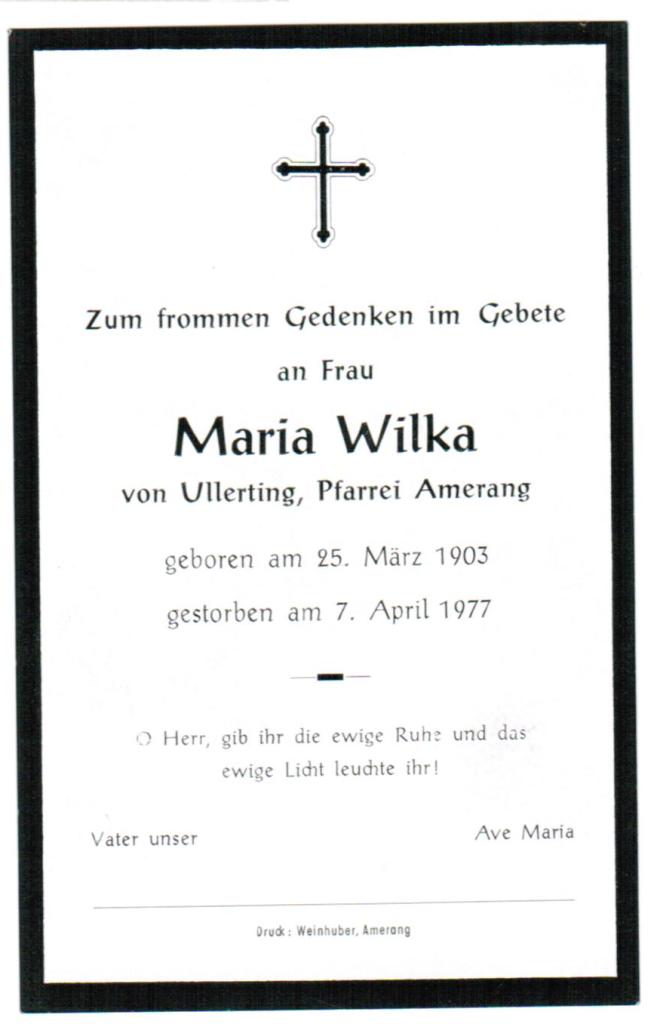 Zum frommen Gedenken im Gebete
an Frau
Maria Wilka
von Ullerting, Pfarrei Amerang
geboren am 25. März 1903
gestorben am 7. April 1977
O Herr, gib ihr die ewige Ruhe und das
ewige Licht leuchte ihr!
Vater unser
Ave Maria
Druck: Weinhuber, Amerang